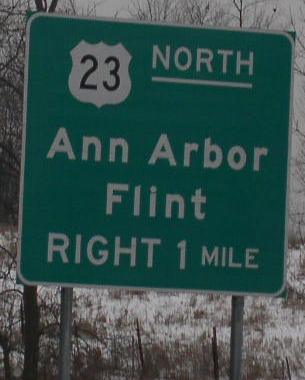 23 NORTH
Ann Arbor
Flint
RIGHT 1 MILE